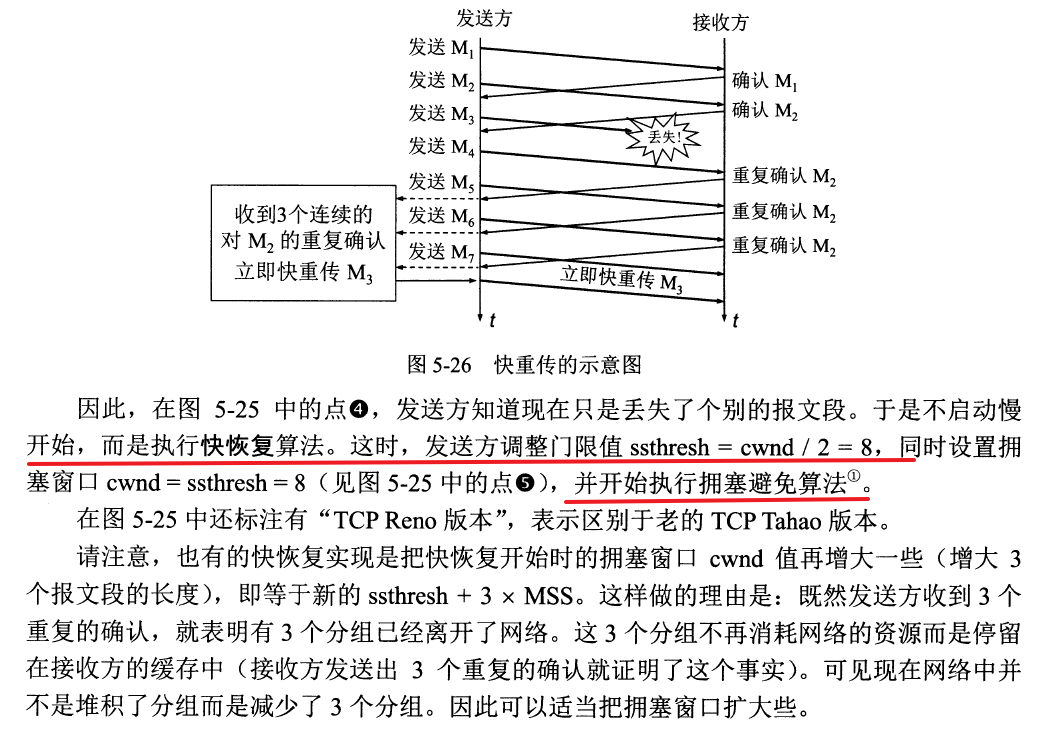 发送方
接收方
发送 M₁
确认 M₁
发送 M₂
确认 M₂
发送 M₃
丢失!
发送 M₄
重复确认 M₂
发送 M₅
重复确认 M₂
发送 M₆
重复确认 M₂
发送 M₇
收到3个连续的
对 M₂ 的重复确认
立即快重传 M₃
立即快重传 M₃
t
t
图 5-26 快重传的示意图
因此，在图 5-25 中的点❹，发送方知道现在只是丢失了个别的报文段。于是不启动慢
开始，而是执行快恢复算法。这时，发送方调整门限值 ssthresh = cwnd / 2 = 8，同时设置拥
塞窗口 cwnd = ssthresh = 8（见图 5-25 中的点❺），并开始执行拥塞避免算法①。
在图 5-25 中还标注有“TCP Reno 版本”，表示区别于老的 TCP Tahao 版本。
请注意，也有的快恢复实现是把快恢复开始时的拥塞窗口 cwnd 值再增大一些（增大 3
个报文段的长度），即等于新的 ssthresh + 3 × MSS。这样做的理由是：既然发送方收到 3 个
重复的确认，就表明有 3 个分组已经离开了网络。这 3 个分组不再消耗网络的资源而是停留
在接收方的缓存中（接收方发送出 3 个重复的确认就证明了这个事实）。可见现在网络中并
不是堆积了分组而是减少了 3 个分组。因此可以适当把拥塞窗口扩大些。